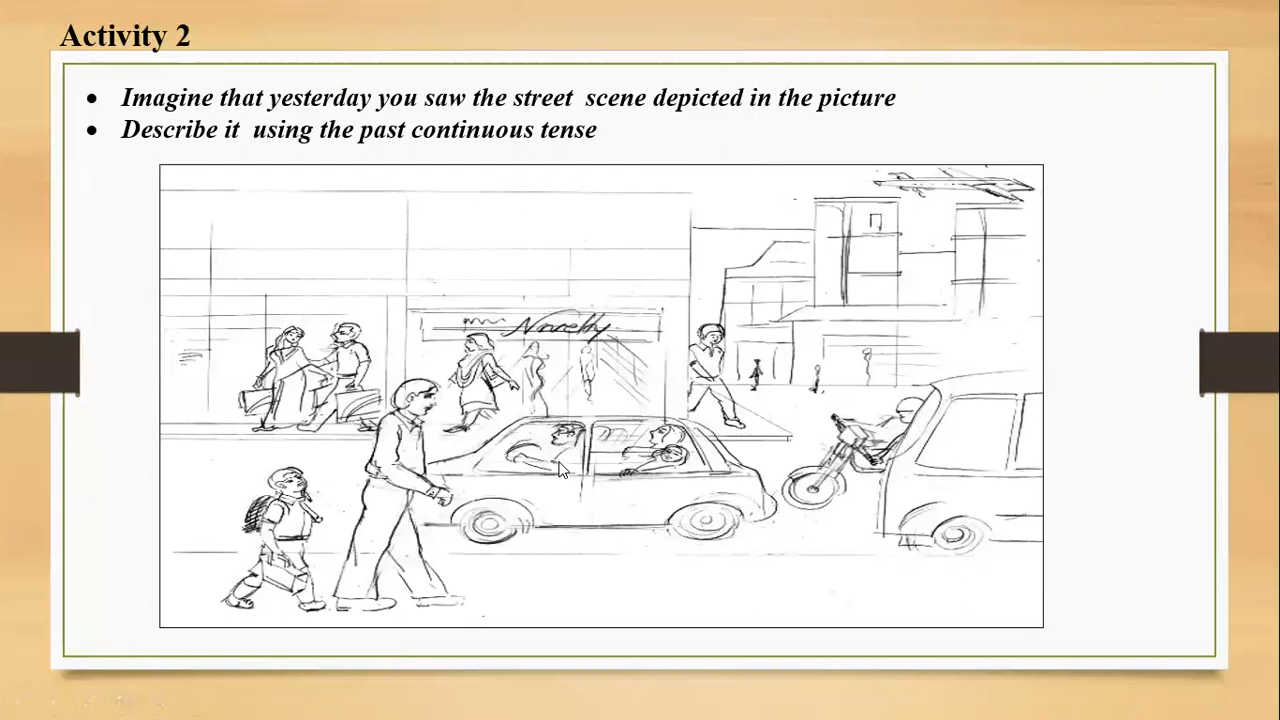 Activity 2
• Imagine that yesterday you saw the street scene depicted in the picture
• Describe it using the past continuous tense